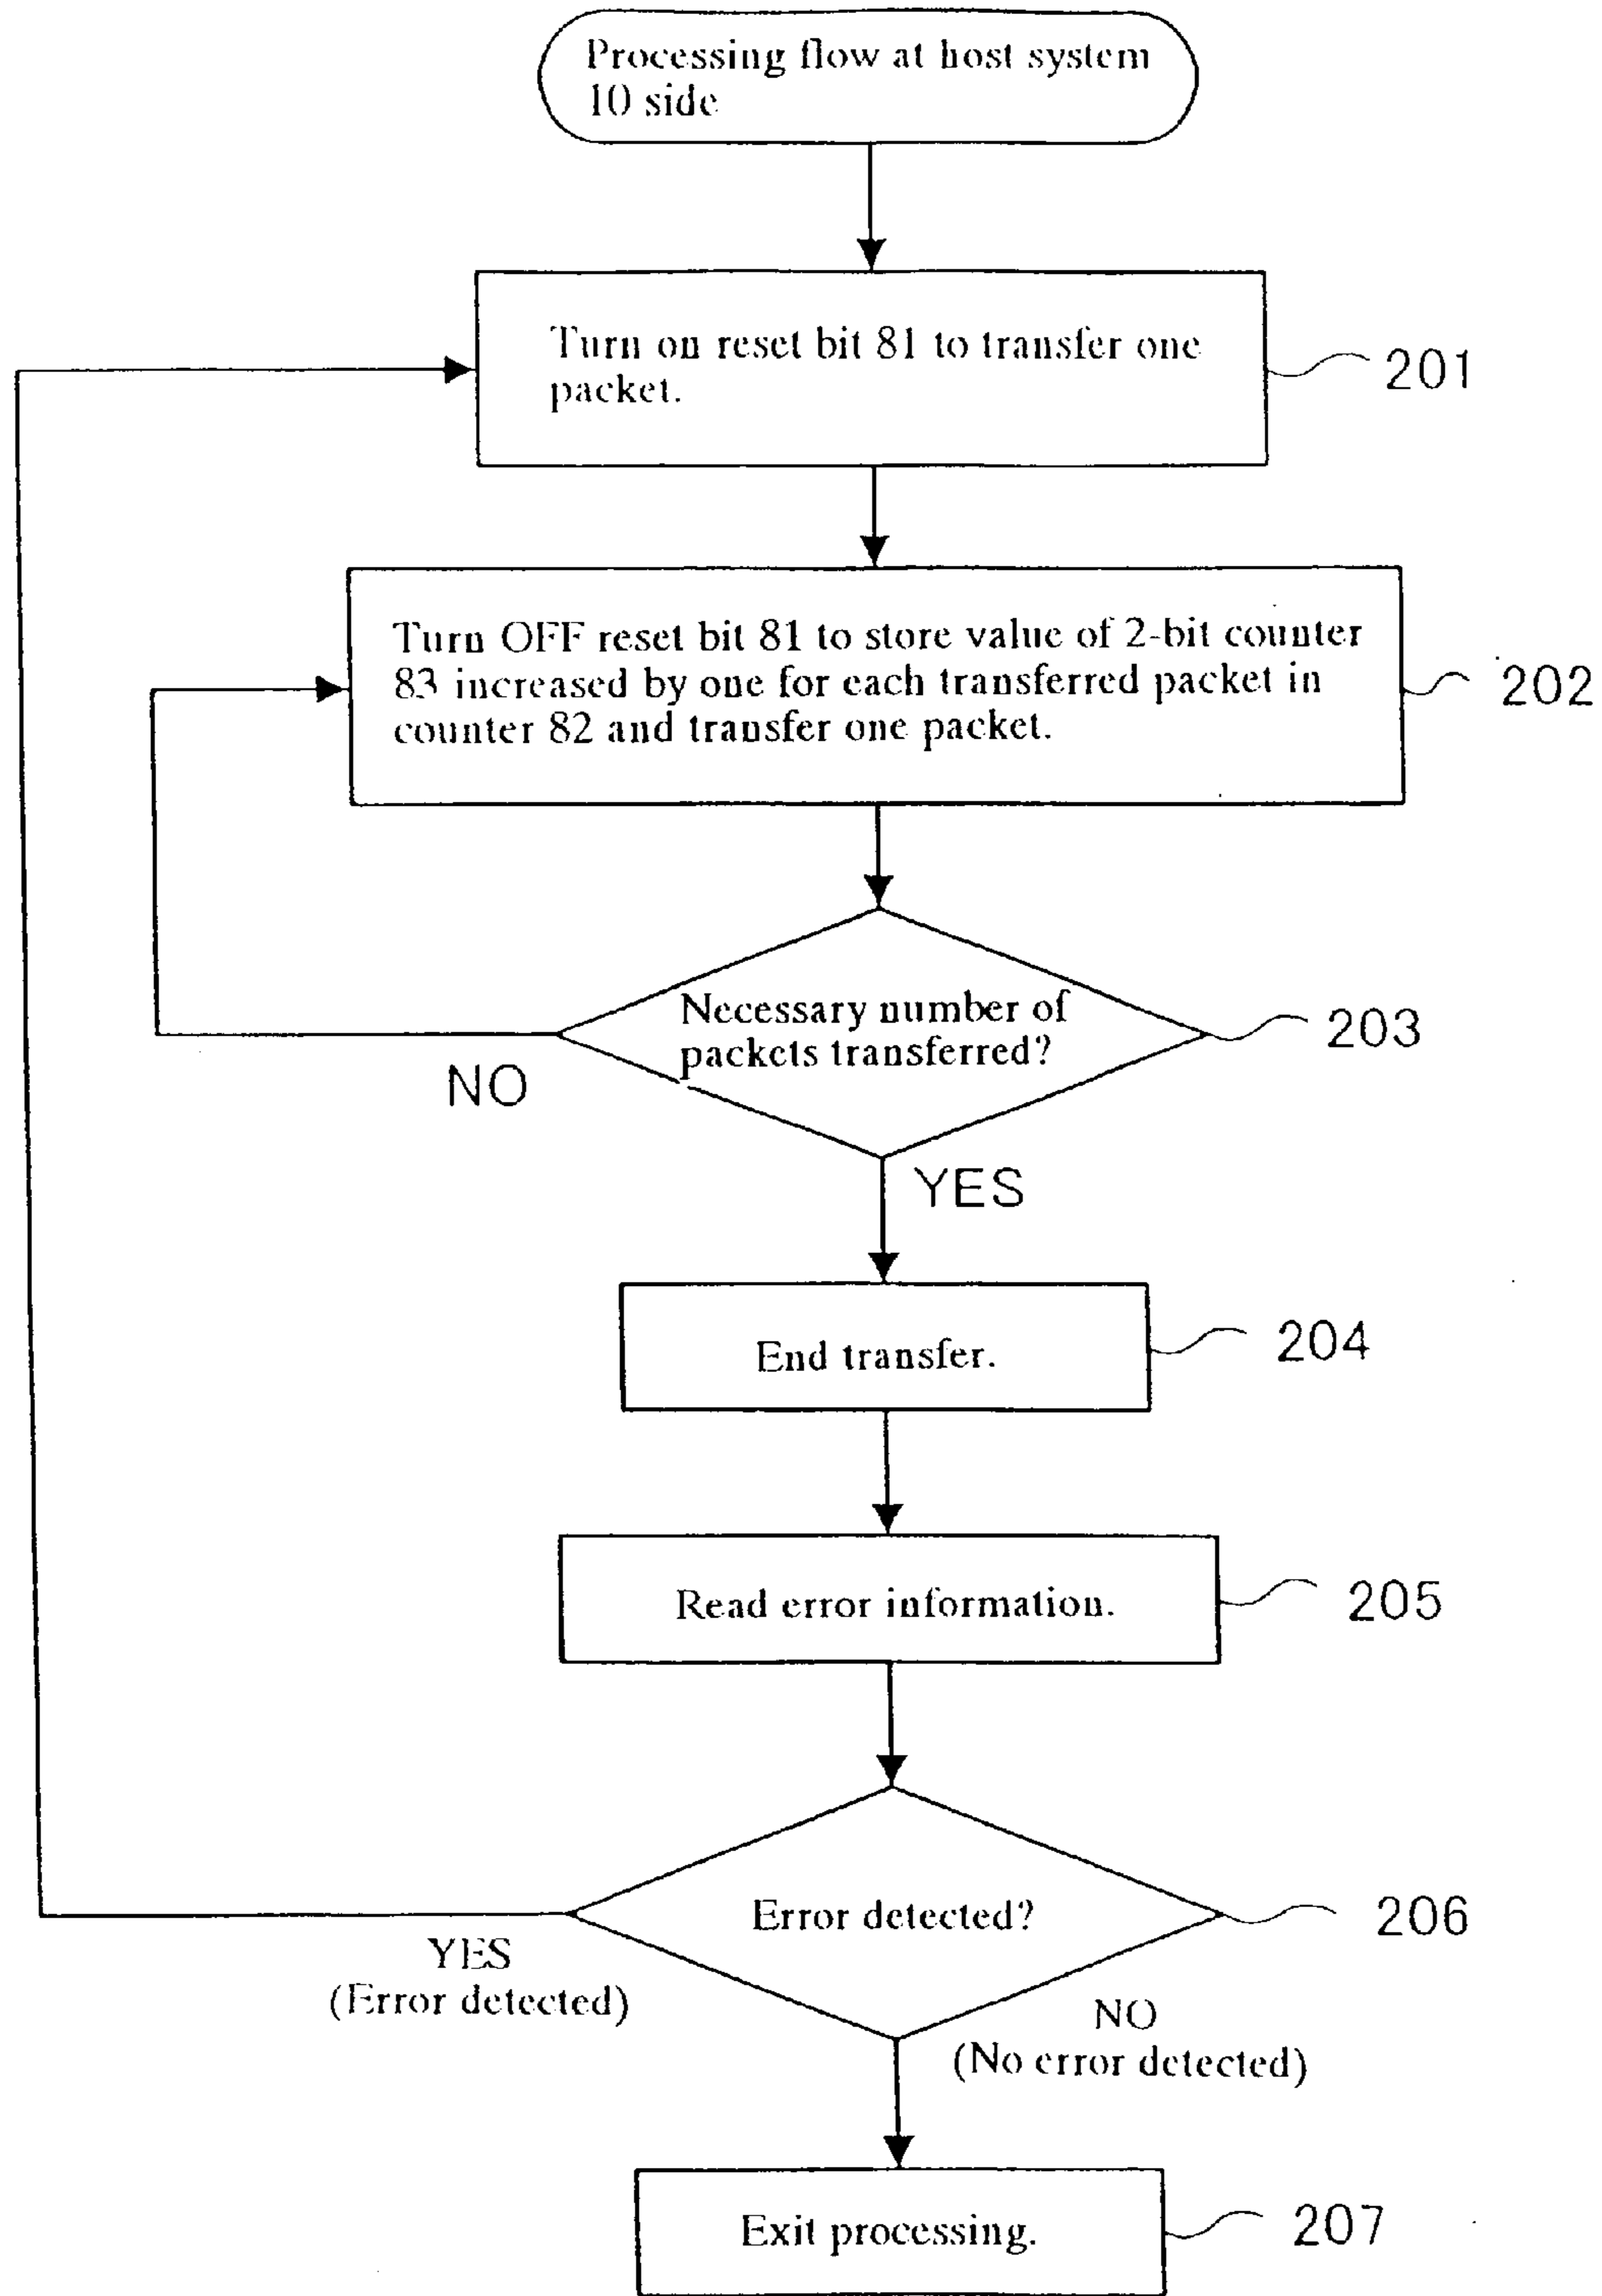 Processing flow at host system
10 side
Turn on reset bit 81 to transfer one
packet.
201
Turn OFF reset bit 81 to store value of 2-bit counter
83 increased by one for each transferred packet in
counter 82 and transfer one packet.
202
Necessary number of
packets transferred?
203
NO
YES
End transfer.
204
Read error information.
205
Error detected?
206
YES
(Error detected)
NO
(No error detected)
Exit processing.
207